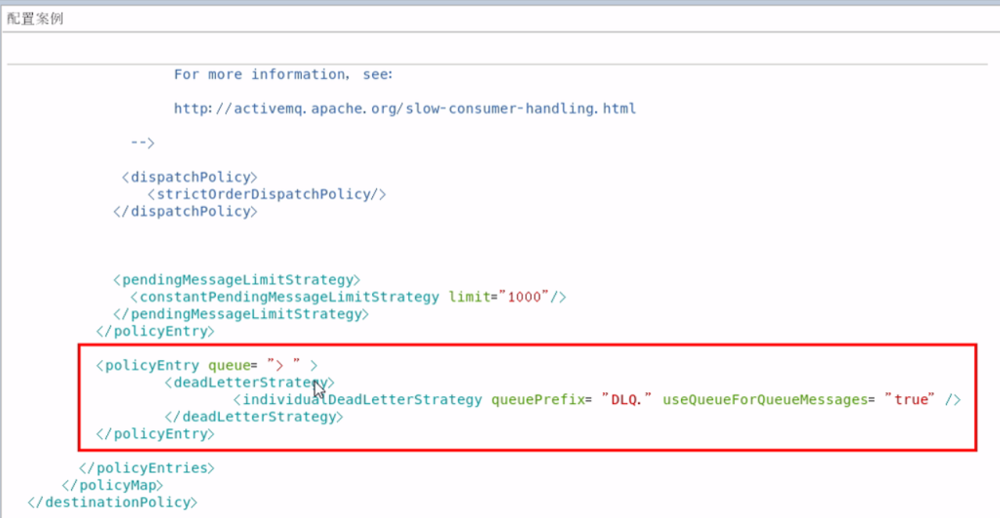 配置案例
For more information, see:
http://activemq.apache.org/slow-consumer-handling.html
-->
<dispatchPolicy>
<strictOrderDispatchPolicy/>
</dispatchPolicy>
<pendingMessageLimitStrategy>
<constantPendingMessageLimitStrategy limit="1000"/>
</pendingMessageLimitStrategy>
</policyEntry>
<policyEntry queue= "> " >
<deadLetterStrategy>
<individualDeadLetterStrategy queuePrefix= "DLQ." useQueueForQueueMessages= "true" />
</deadLetterStrategy>
</policyEntry>
</policyEntries>
</policyMap>
</destinationPolicy>